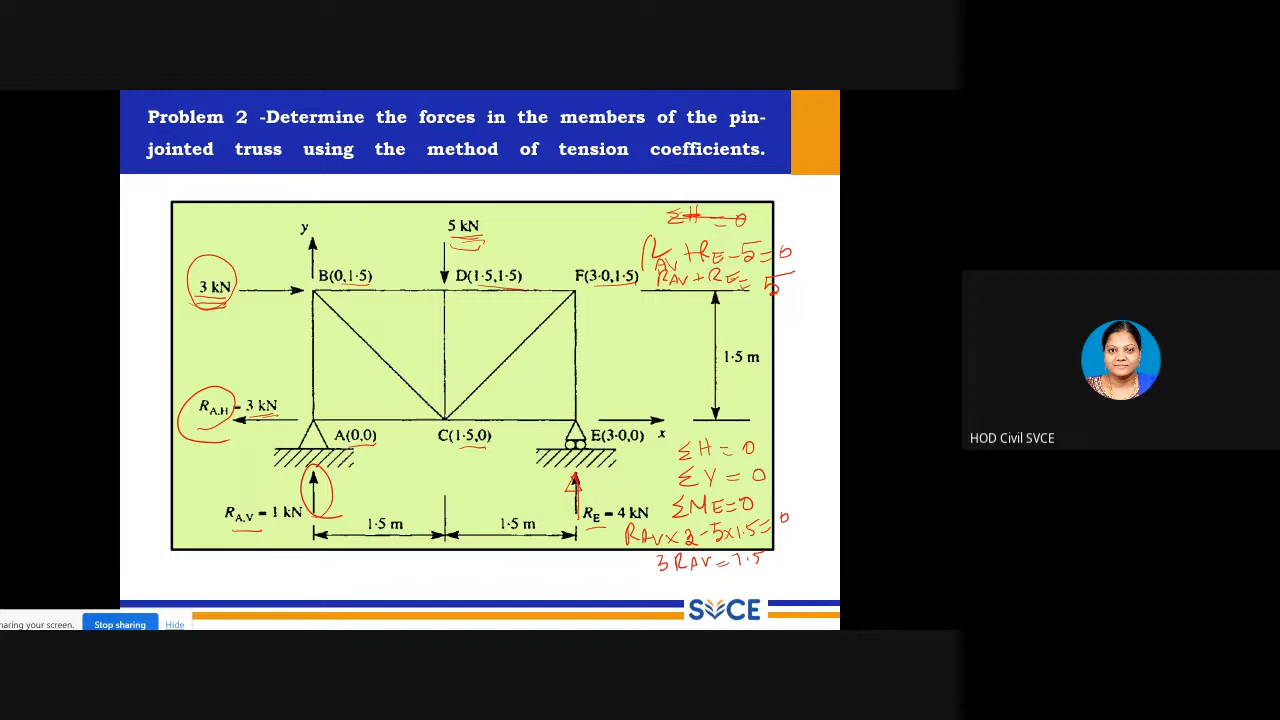 Problem 2 -Determine the forces in the members of the pin-
jointed truss using the method of tension coefficients.
ΣH = 0
y
5 kN
RAV + RE - 5 = 0
RAV + RE = 5
3 kN
B(0,1·5)
D(1·5,1·5)
F(3·0,1·5)
1·5 m
RA,H = 3 kN
A(0,0)
C(1·5,0)
E(3·0,0)
x
HOD Civil SVCE
ΣH = 0
ΣY = 0
ΣME = 0
RA,V = 1 kN
RE = 4 kN
1·5 m
1·5 m
RAV × 3 - 5 × 1.5 = 0
3 RAV = 7.5
SVCE
haring your screen.
Stop sharing
Hide